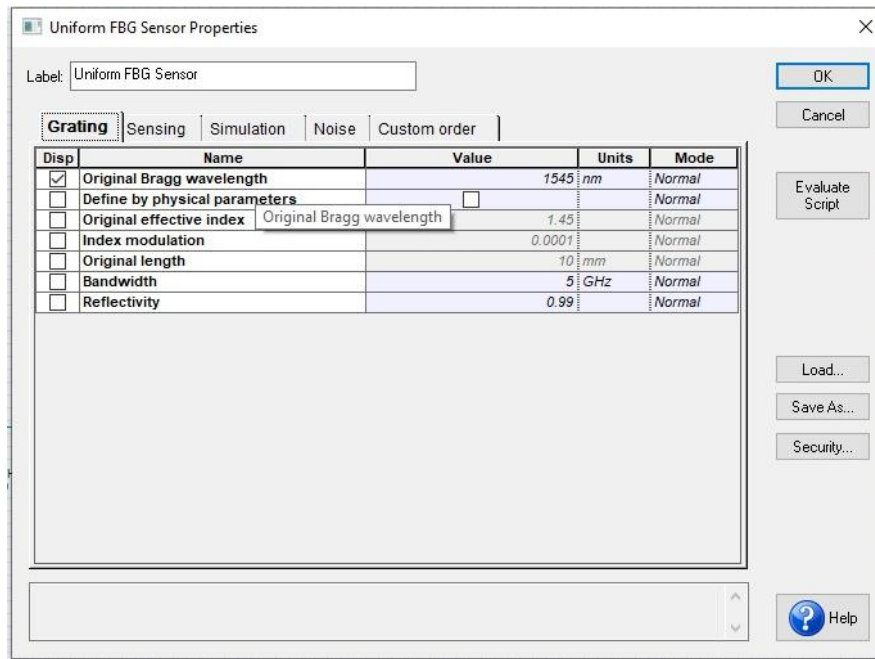 Uniform FBG Sensor Properties
Label: Uniform FBG Sensor
OK
Cancel
Grating Sensing Simulation Noise Custom order
Disp Name Value Units Mode
Original Bragg wavelength 1545 nm Normal
Define by physical parameters Normal
Original Bragg wavelength
Original effective index 1.45 Normal
Index modulation 0.0001 Normal
Original length 10 mm Normal
Bandwidth 5 GHz Normal
Reflectivity 0.99 Normal
Evaluate
Script
Load...
Save As...
Security...
Help